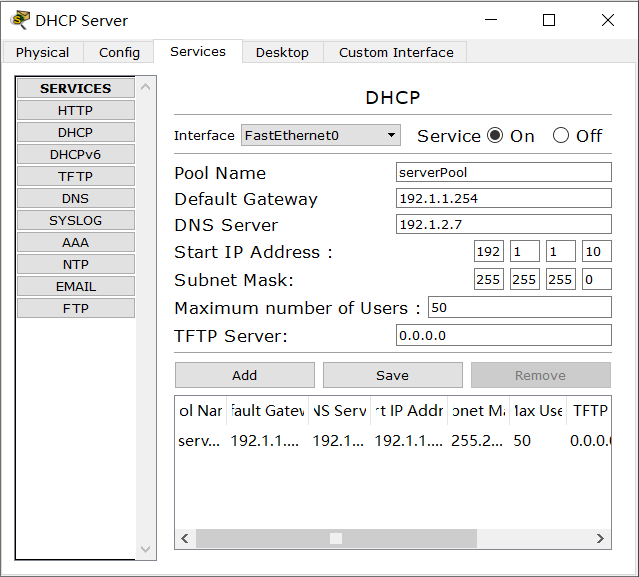 DHCP Server
Physical Config Services Desktop Custom Interface
SERVICES
HTTP
DHCP
DHCPv6
TFTP
DNS
SYSLOG
AAA
NTP
EMAIL
FTP
DHCP
Interface FastEthernet0 Service On Off
Pool Name serverPool
Default Gateway 192.1.1.254
DNS Server 192.1.2.7
Start IP Address : 192 1 1 10
Subnet Mask: 255 255 255 0
Maximum number of Users : 50
TFTP Server: 0.0.0.0
Add Save Remove
ol Nar fault Gatew NS Serv rt IP Addr onet Ma Max Use TFTP
serv... 192.1.1.... 192.1.... 192.1.1.... 255.2... 50 0.0.0.0